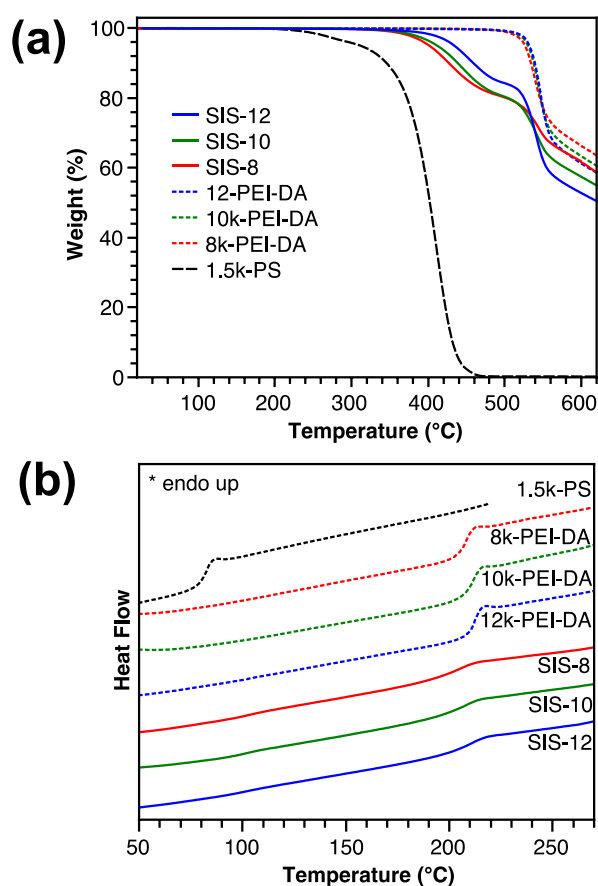 (a)
100
80
60
40
20
0
Weight (%)
SIS-12
SIS-10
SIS-8
12-PEI-DA
10k-PEI-DA
8k-PEI-DA
1.5k-PS
100 200 300 400 500 600
Temperature (°C)
(b)
* endo up
1.5k-PS
8k-PEI-DA
10k-PEI-DA
12k-PEI-DA
SIS-8
SIS-10
SIS-12
Heat Flow
50 100 150 200 250
Temperature (°C)